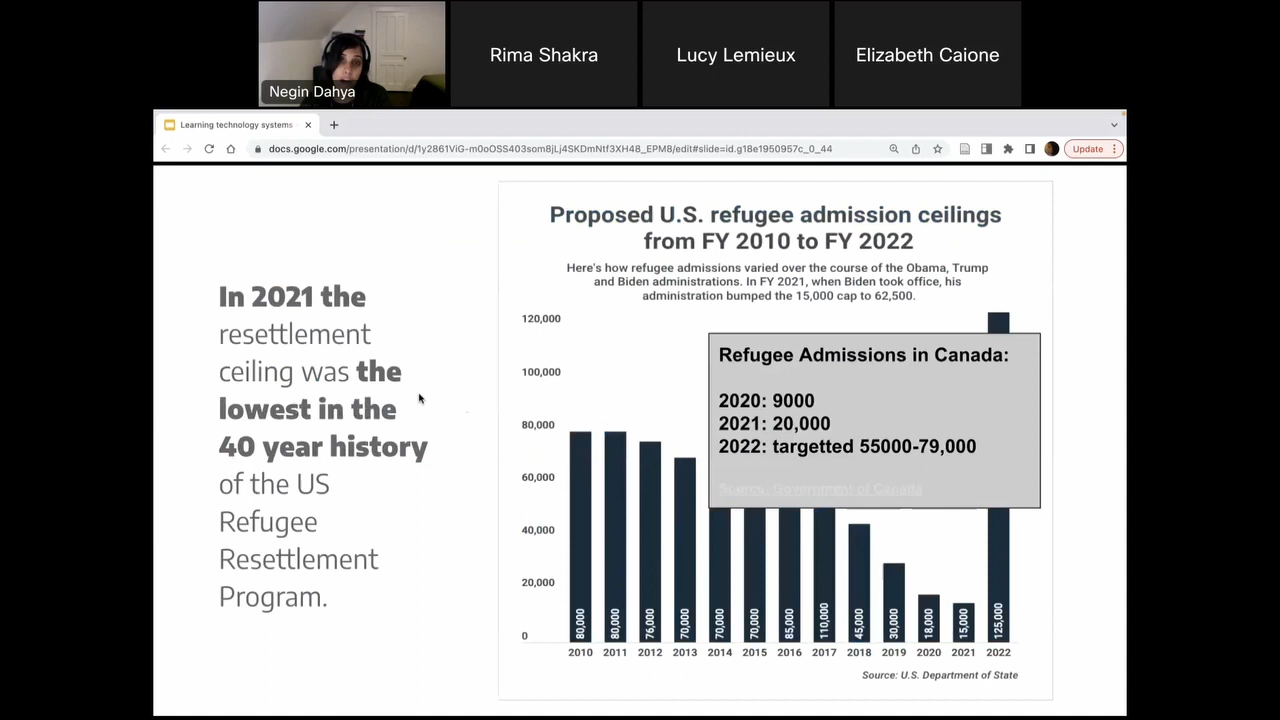 Negin Dahya
Rima Shakra
Lucy Lemieux
Elizabeth Caione
Learning technology systems
docs.google.com/presentation/d/1y2861ViG-m0oOSS403som8jLj4SKDmNtf3XH48_EPM8/edit#slide=id.g18e1950957c_0_44
Update
In 2021 the
resettlement
ceiling was the
lowest in the
40 year history
of the US
Refugee
Resettlement
Program.
Proposed U.S. refugee admission ceilings
from FY 2010 to FY 2022
Here's how refugee admissions varied over the course of the Obama, Trump
and Biden administrations. In FY 2021, when Biden took office, his
administration bumped the 15,000 cap to 62,500.
120,000
100,000
80,000
60,000
40,000
20,000
0
Refugee Admissions in Canada:
2020: 9000
2021: 20,000
2022: targetted 55000-79,000
Source: Government of Canada
80,000
80,000
76,000
70,000
70,000
70,000
85,000
110,000
45,000
30,000
18,000
15,000
125,000
2010 2011 2012 2013 2014 2015 2016 2017 2018 2019 2020 2021 2022
Source: U.S. Department of State